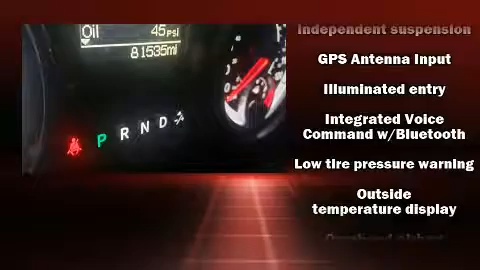 Oil 45PSI
81535mi
P R N D
Independent suspension
GPS Antenna Input
Illuminated entry
Integrated Voice
Command w/Bluetooth
Low tire pressure warning
Outside
temperature display